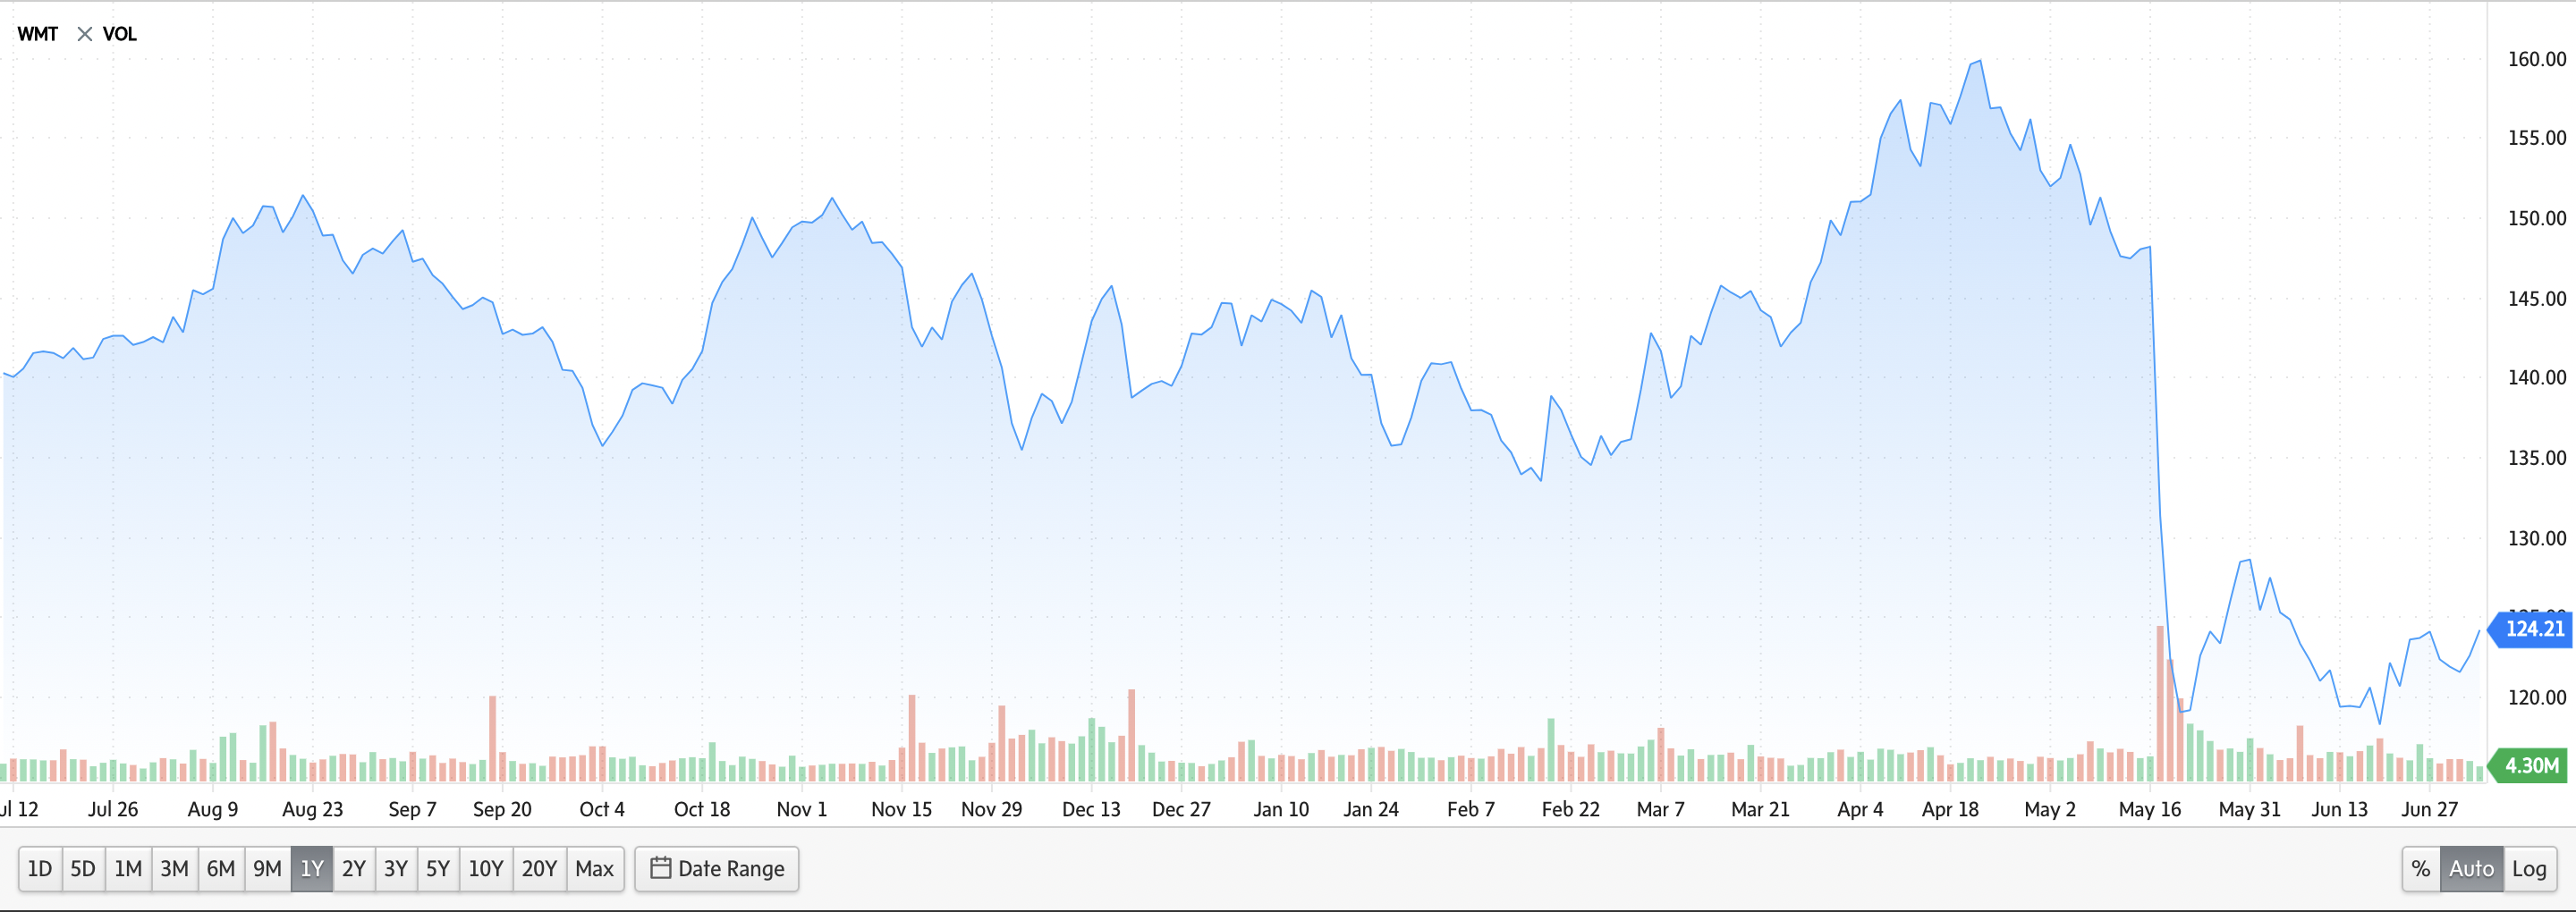 WMT VOL
160.00
155.00
150.00
145.00
140.00
135.00
130.00
124.21
120.00
4.30M
ul 12 Jul 26 Aug 9 Aug 23 Sep 7 Sep 20 Oct 4 Oct 18 Nov 1 Nov 15 Nov 29 Dec 13 Dec 27 Jan 10 Jan 24 Feb 7 Feb 22 Mar 7 Mar 21 Apr 4 Apr 18 May 2 May 16 May 31 Jun 13 Jun 27
1D 5D 1M 3M 6M 9M 1Y 2Y 3Y 5Y 10Y 20Y Max Date Range % Auto Log